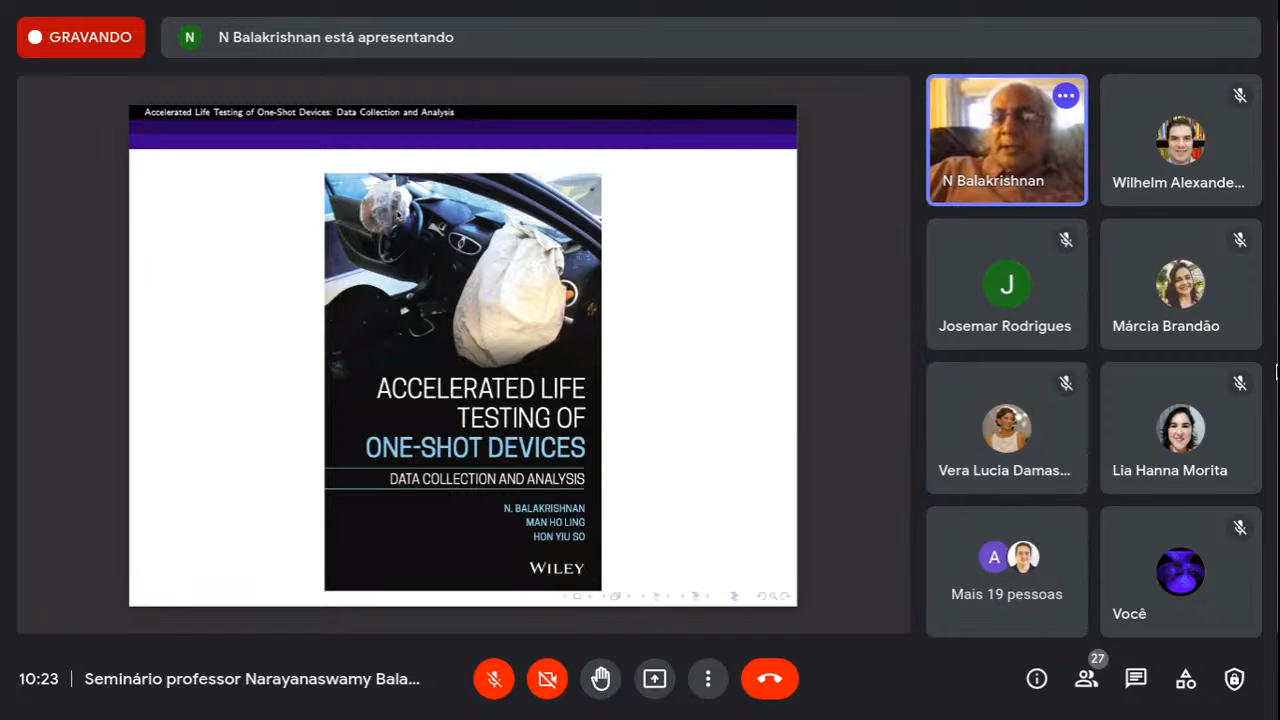 GRAVANDO
N
N Balakrishnan está apresentando
Accelerated Life Testing of One-Shot Devices: Data Collection and Analysis
ACCELERATED LIFE
TESTING OF
ONE-SHOT DEVICES
DATA COLLECTION AND ANALYSIS
N. BALAKRISHNAN
MAN HO LING
HON YIU SO
WILEY
N Balakrishnan
Wilhelm Alexande...
J
Josemar Rodrigues
Márcia Brandão
Vera Lucia Damas...
Lia Hanna Morita
A
Mais 19 pessoas
Você
10:23
Seminário professor Narayanaswamy Bala...
27